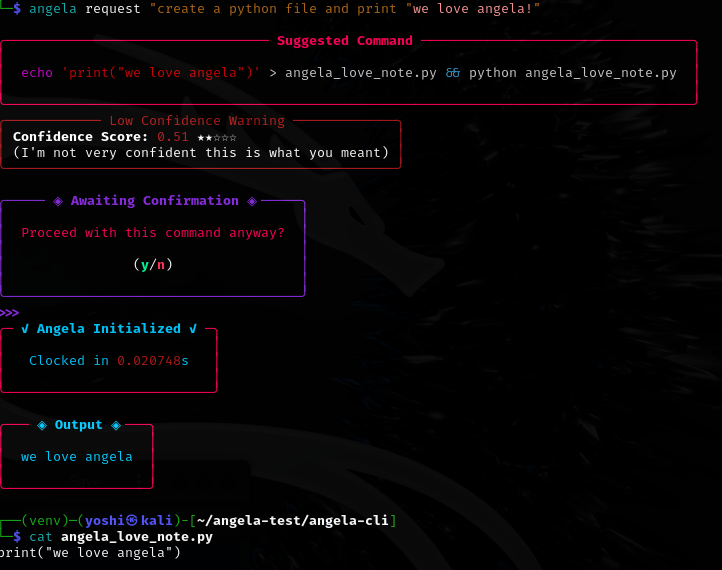 └─$ angela request "create a python file and print "we love angela!"
Suggested Command
echo 'print("we love angela")' > angela_love_note.py && python angela_love_note.py
Low Confidence Warning
Confidence Score: 0.51 ★★☆☆☆
(I'm not very confident this is what you meant)
◈ Awaiting Confirmation ◈
Proceed with this command anyway?
(y/n)
>>>
√ Angela Initialized √
Clocked in 0.020748s
◈ Output ◈
we love angela
┌──(venv)─(yoshi㉿kali)-[~/angela-test/angela-cli]
└─$ cat angela_love_note.py
print("we love angela")